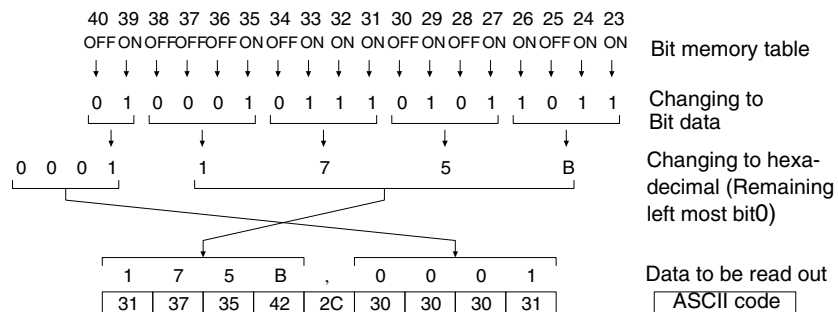 40 39 38 37 36 35 34 33 32 31 30 29 28 27 26 25 24 23
OFF ON OFF OFF OFF ON OFF ON ON ON OFF ON OFF ON ON OFF ON ON
Bit memory table
0 1 0 0 0 1 0 1 1 1 0 1 0 1 1 0 1 1
Changing to
Bit data
0 0 0 1 1 7 5 B
Changing to hexa-
decimal (Remaining
left most bit0)
1 7 5 B , 0 0 0 1
Data to be read out
31 37 35 42 2C 30 30 30 31
ASCII code